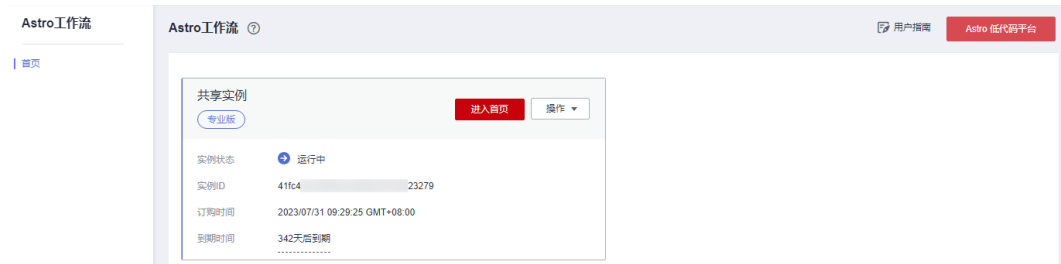 Astro工作流
首页
Astro工作流 ?
用户指南
Astro 低代码平台
共享实例
专业版
进入首页
操作
实例状态 运行中
实例ID 41fc4 23279
订购时间 2023/07/31 09:29:25 GMT+08:00
到期时间 342天后到期